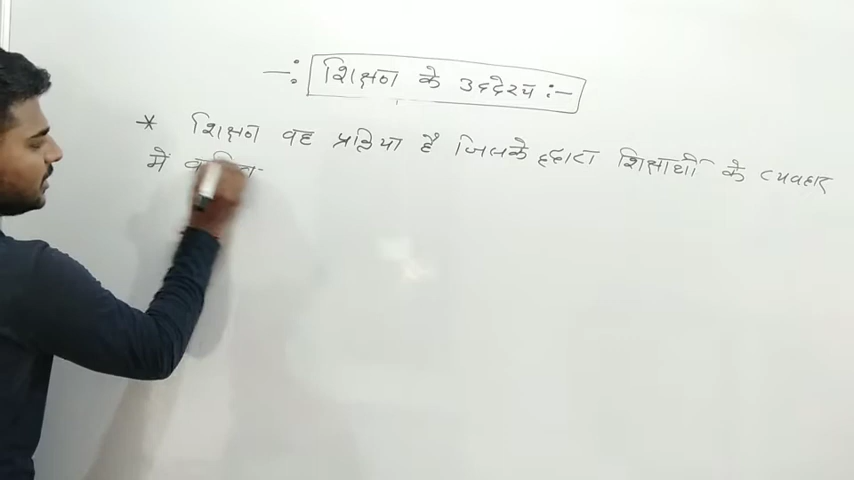 -: शिक्षण के उद्देश्य :-
* शिक्षण वह प्रक्रिया है जिसके द्वारा शिक्षार्थी के व्यवहार
में